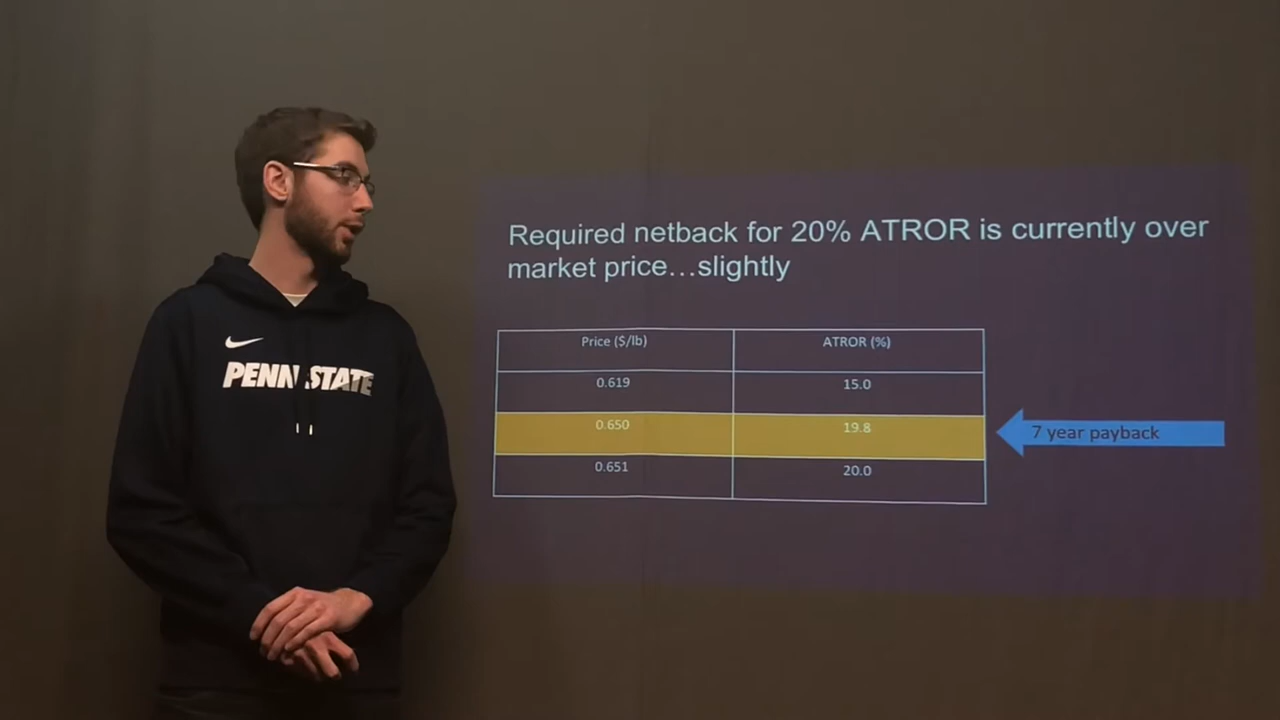 PENN STATE
Required netback for 20% ATROR is currently over
market price...slightly
Price ($/lb) ATROR (%)
0.619 15.0
0.650 19.8
7 year payback
0.651 20.0